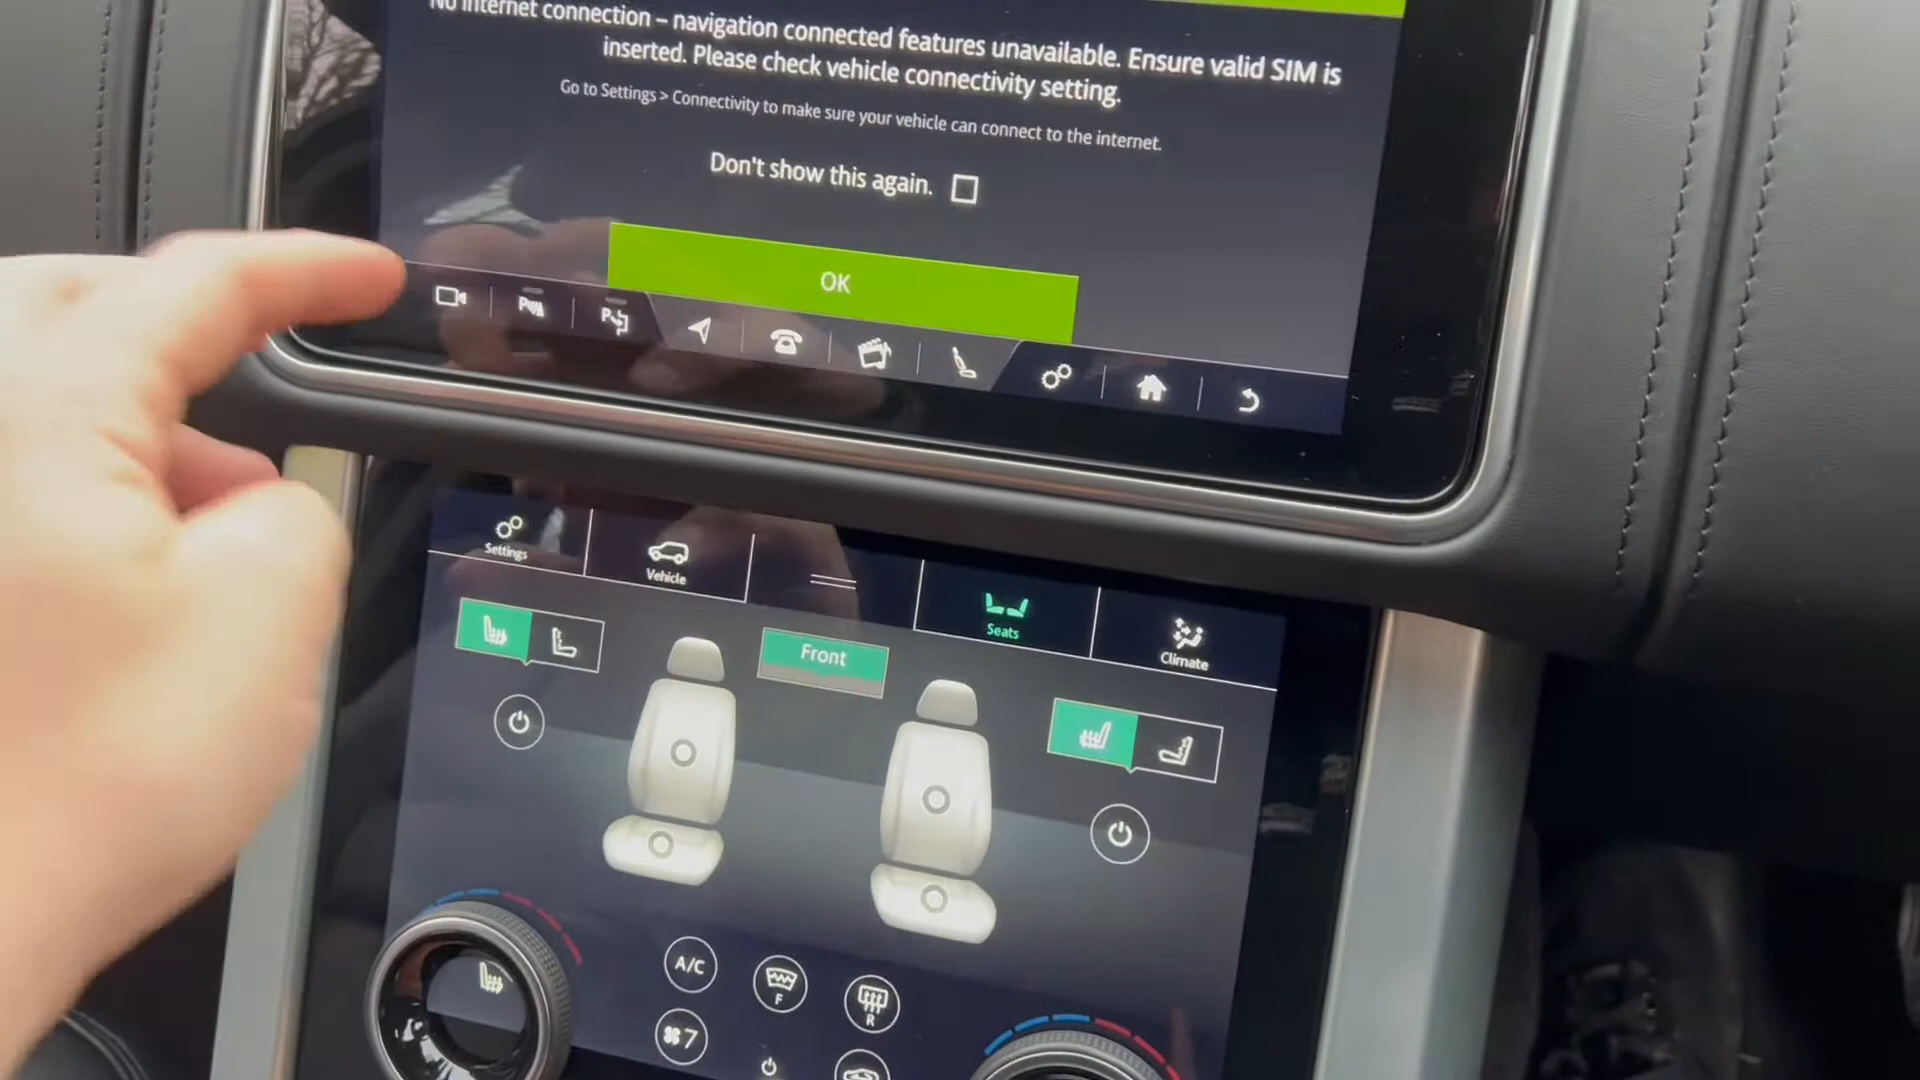 No internet connection – navigation connected features unavailable. Ensure valid SIM is
inserted. Please check vehicle connectivity setting.
Go to Settings > Connectivity to make sure your vehicle can connect to the internet.
Don't show this again.
OK
P
P
Settings
Vehicle
Seats
Climate
Front
A/C
F
R
7